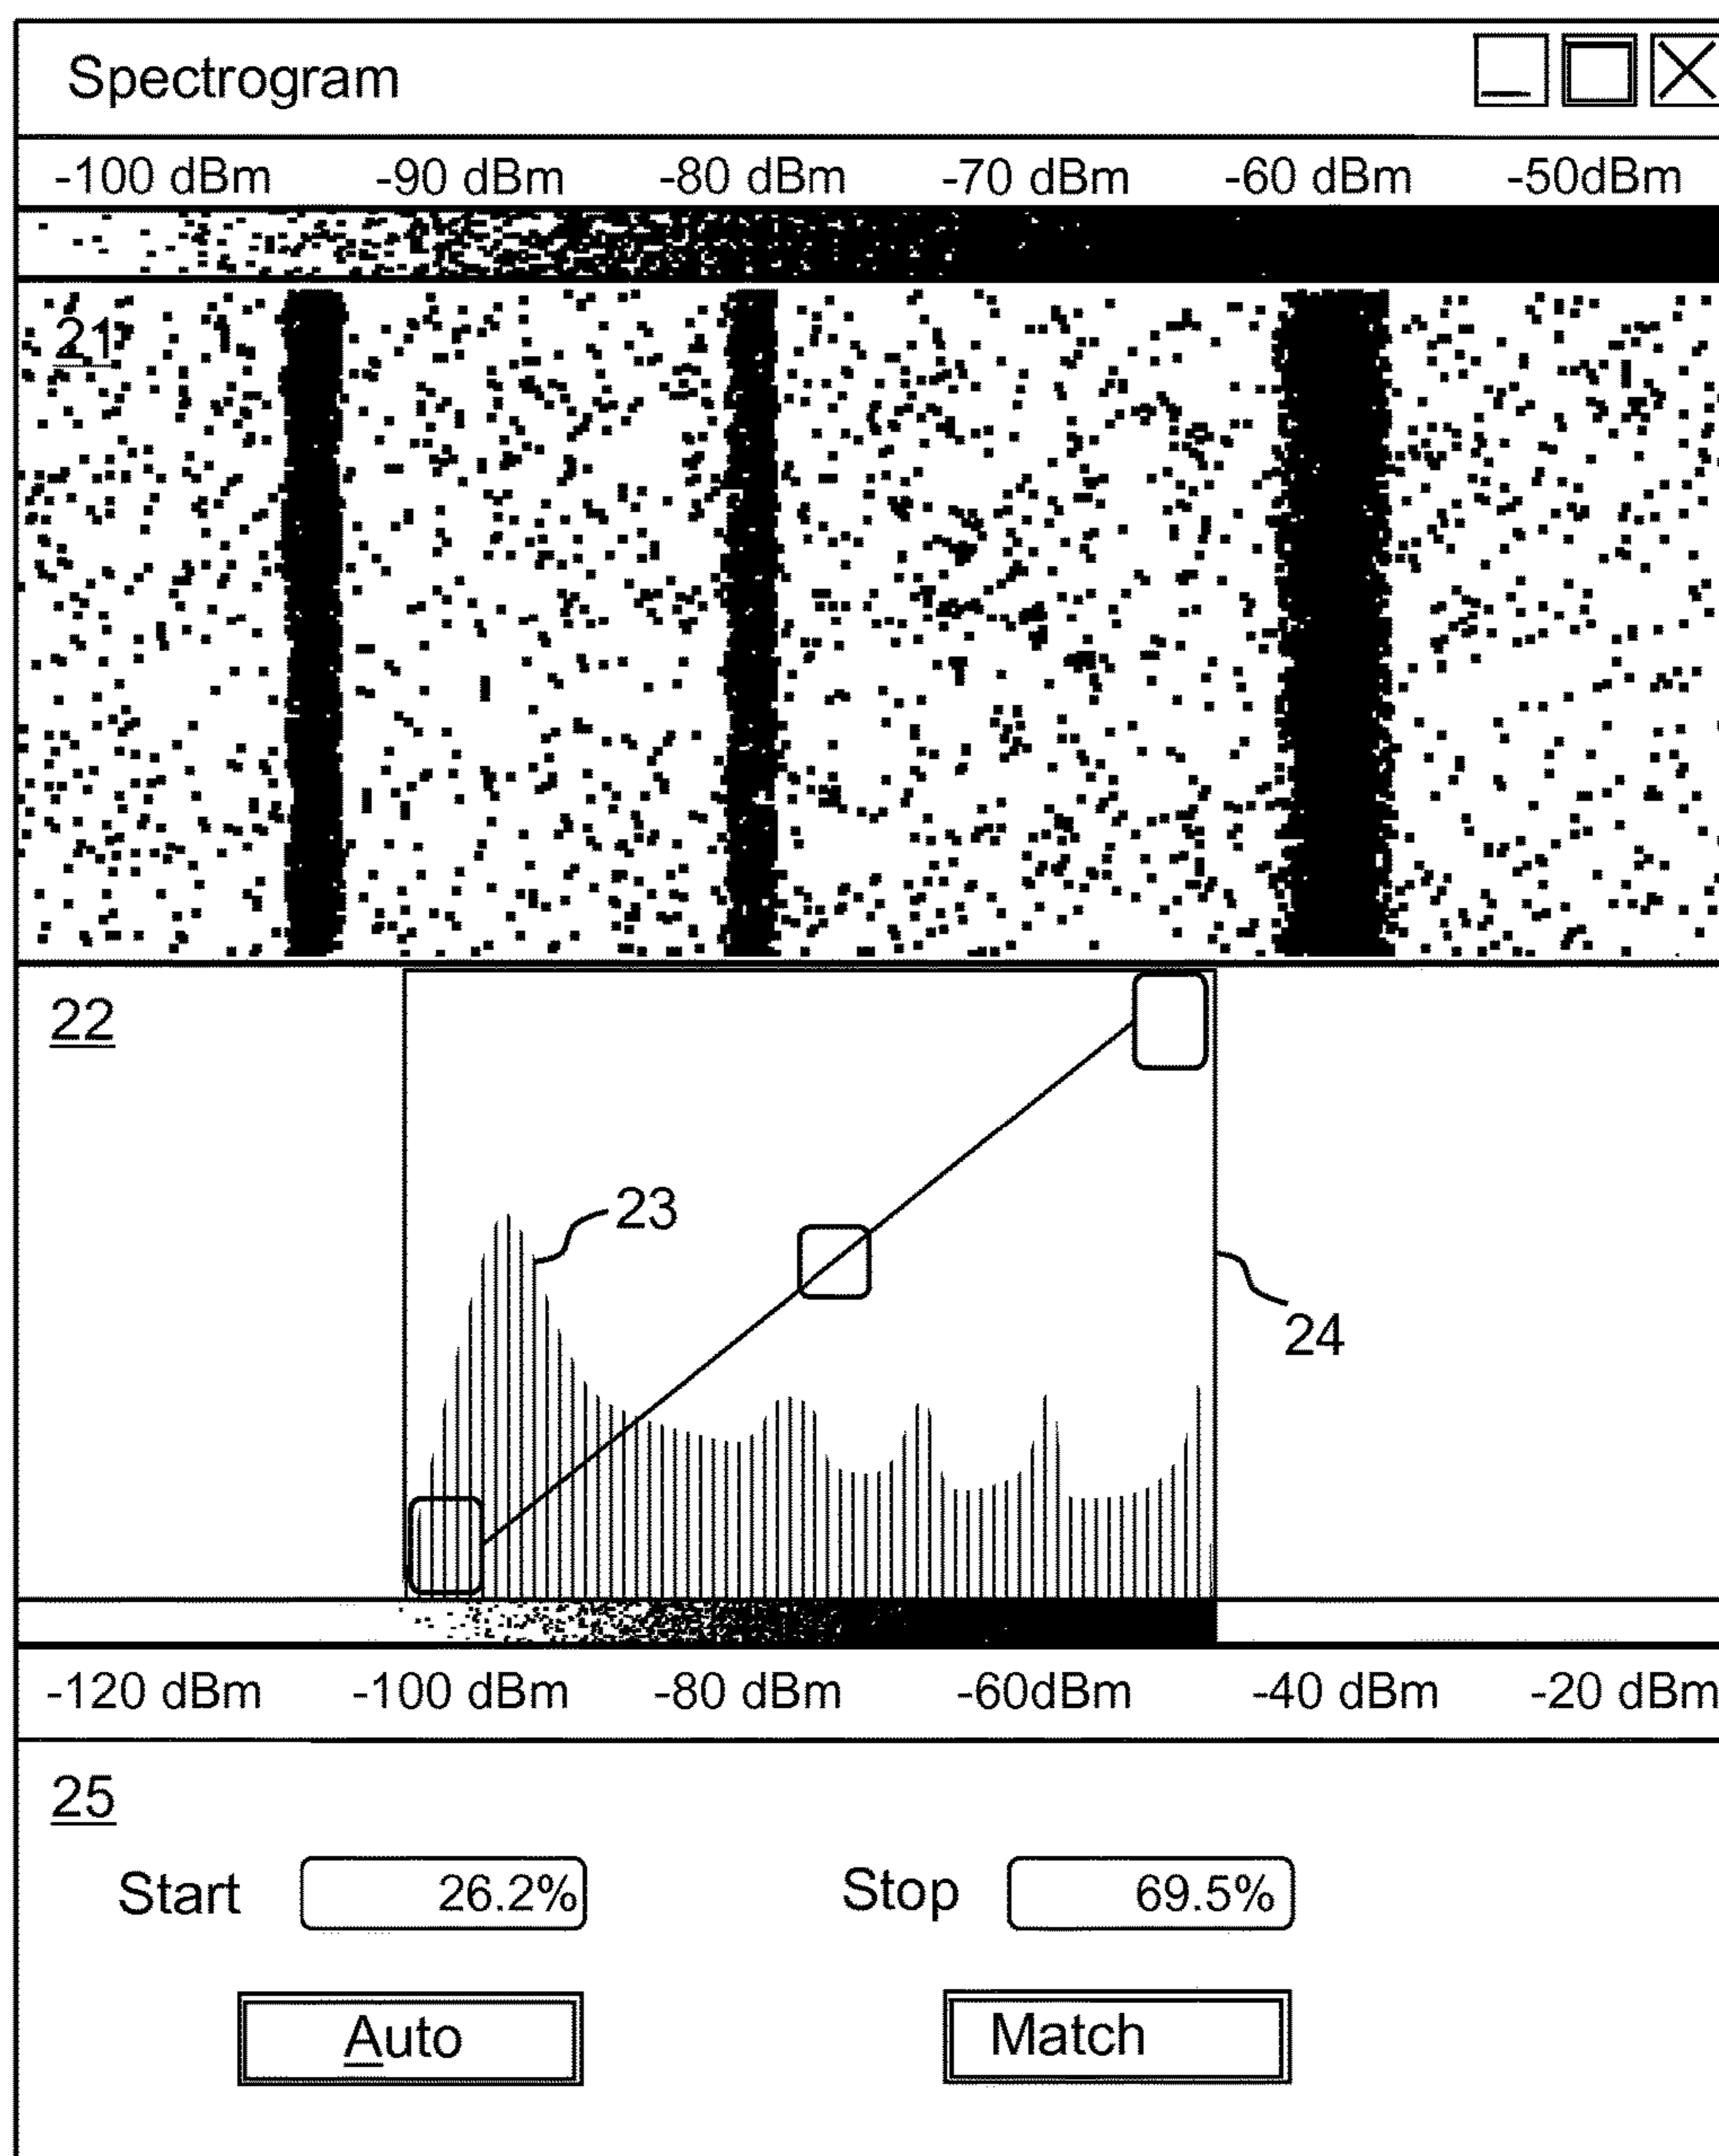 Spectrogram
-100 dBm -90 dBm -80 dBm -70 dBm -60 dBm -50dBm
21
22
23
24
-120 dBm -100 dBm -80 dBm -60dBm -40 dBm -20 dBm
25
Start 26.2% Stop 69.5%
Auto Match